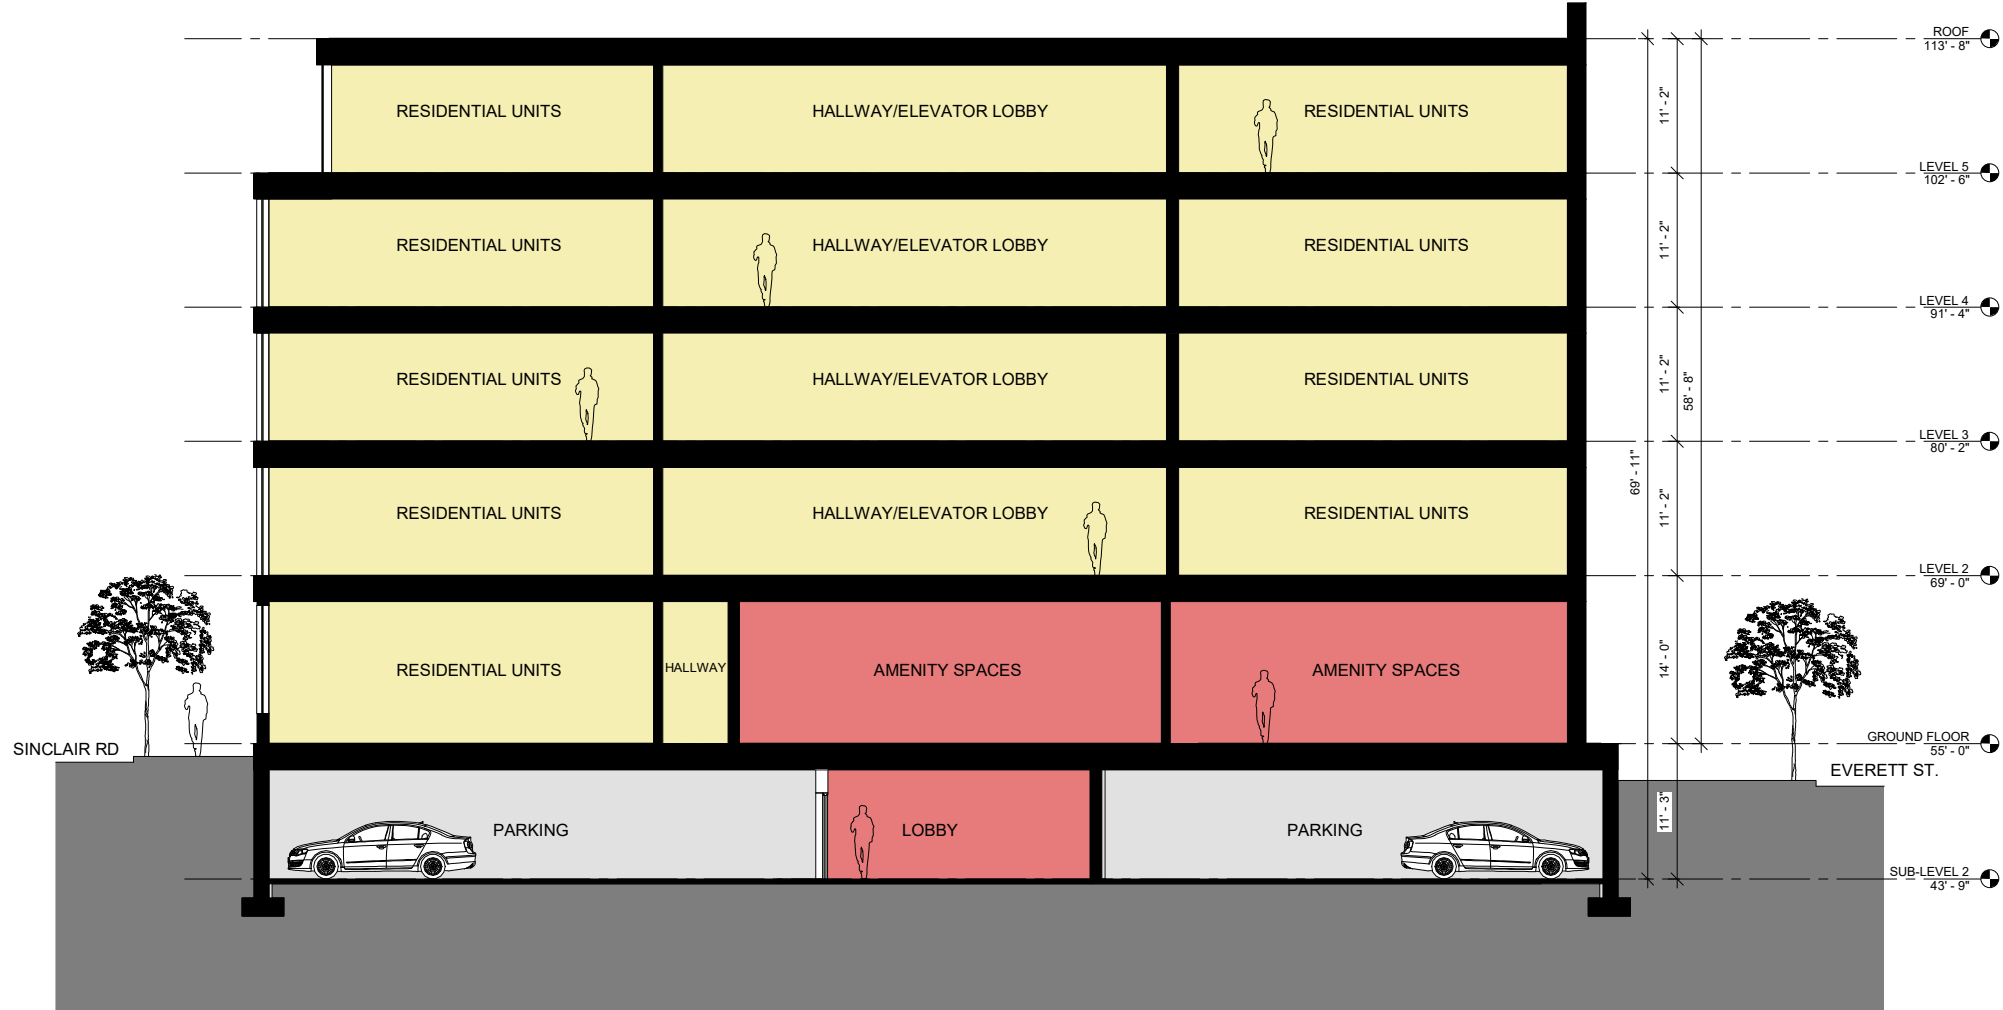 ROOF
113' - 8"
RESIDENTIAL UNITS
HALLWAY/ELEVATOR LOBBY
RESIDENTIAL UNITS
11' - 2"
LEVEL 5
102' - 6"
RESIDENTIAL UNITS
HALLWAY/ELEVATOR LOBBY
RESIDENTIAL UNITS
11' - 2"
LEVEL 4
91' - 4"
RESIDENTIAL UNITS
HALLWAY/ELEVATOR LOBBY
RESIDENTIAL UNITS
11' - 2"
58' - 8"
LEVEL 3
80' - 2"
69' - 11"
RESIDENTIAL UNITS
HALLWAY/ELEVATOR LOBBY
RESIDENTIAL UNITS
11' - 2"
LEVEL 2
69' - 0"
RESIDENTIAL UNITS
HALLWAY
AMENITY SPACES
AMENITY SPACES
14' - 0"
SINCLAIR RD
GROUND FLOOR
55' - 0"
EVERETT ST.
PARKING
LOBBY
PARKING
11' - 3"
SUB-LEVEL 2
43' - 9"